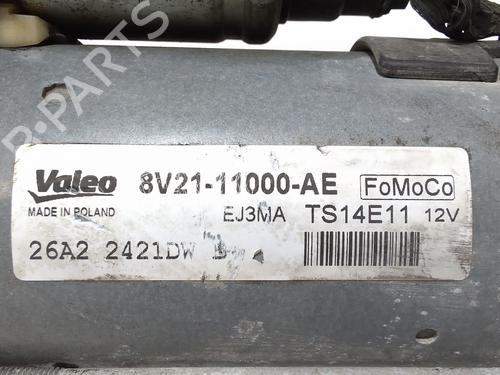 Valeo 8V21-11000-AE FoMoCo
MADE IN POLAND EJ3MA TS14E11 12V
26A2 2421DW B
B-PARTS